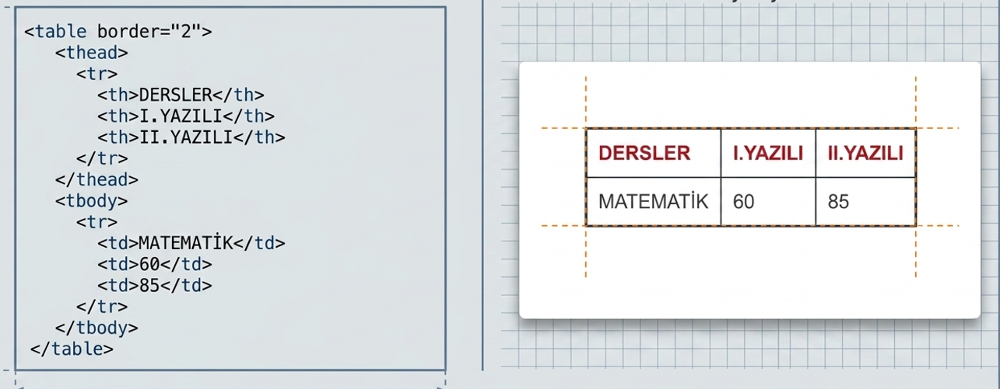 <table border="2">
<thead>
<tr>
<th>DERSLER</th>
<th>I.YAZILI</th>
<th>II.YAZILI</th>
</tr>
</thead>
<tbody>
<tr>
<td>MATEMATİK</td>
<td>60</td>
<td>85</td>
</tr>
</tbody>
</table>
DERSLER I.YAZILI II.YAZILI
MATEMATİK 60 85